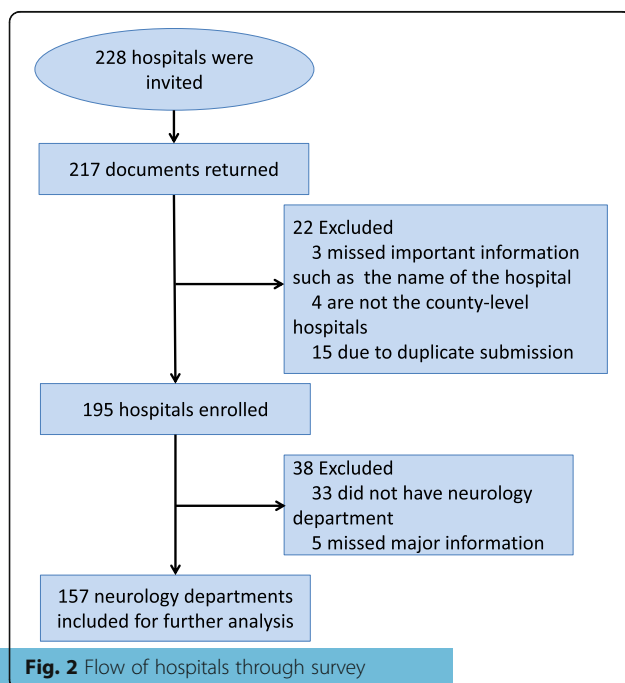 228 hospitals were
invited
217 documents returned
22 Excluded
3 missed important information
such as the name of the hospital
4 are not the county-level
hospitals
15 due to duplicate submission
195 hospitals enrolled
38 Excluded
33 did not have neurology
department
5 missed major information
157 neurology departments
included for further analysis
Fig. 2 Flow of hospitals through survey